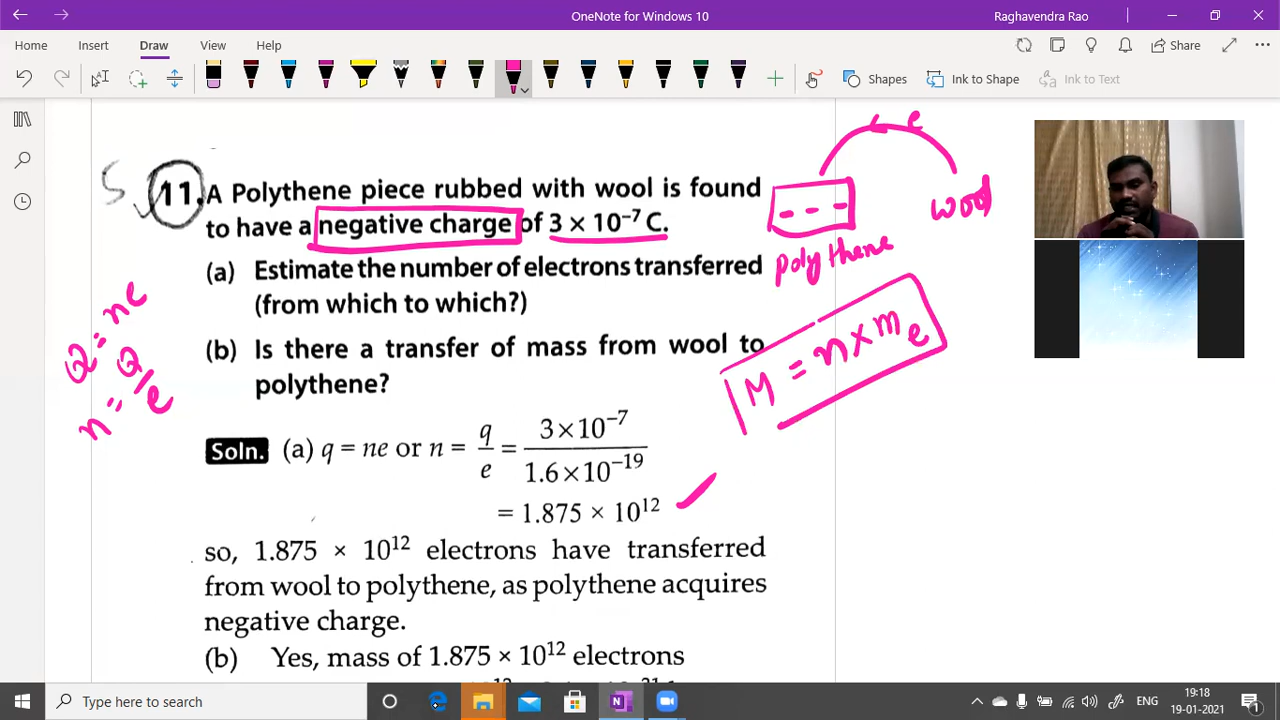 OneNote for Windows 10
Raghavendra Rao
Home Insert Draw View Help
Share
Shapes
Ink to Shape
Ink to Text
S
11. A Polythene piece rubbed with wool is found
to have a negative charge of 3 × 10⁻⁷ C.
(a) Estimate the number of electrons transferred
(from which to which?)
(b) Is there a transfer of mass from wool to
polythene?
Soln. (a) q = ne or n = q/e = 3×10⁻⁷/1.6×10⁻¹⁹
= 1.875 × 10¹²
so, 1.875 × 10¹² electrons have transferred
from wool to polythene, as polythene acquires
negative charge.
(b) Yes, mass of 1.875 × 10¹² electrons
e
wool
- - -
polythene
M = n×mₑ
Q = ne
n = Q/e
Type here to search
ENG
19:18
19-01-2021
1